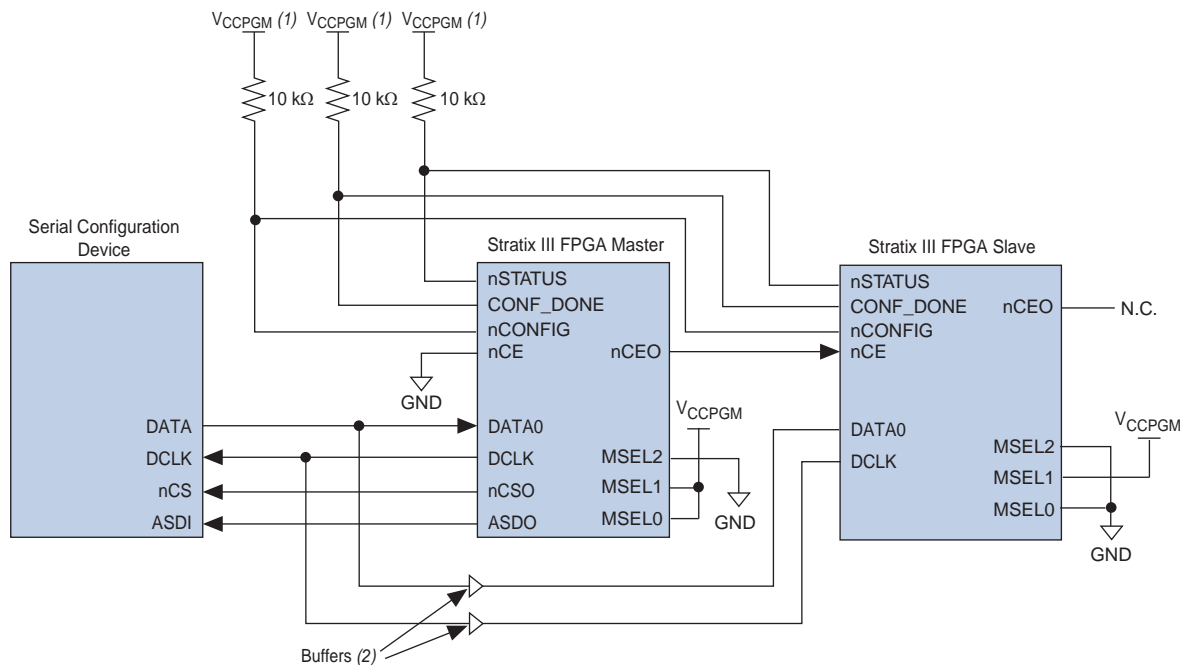 VCCPGM (1) VCCPGM (1) VCCPGM (1)
10 kΩ 10 kΩ 10 kΩ
Serial Configuration
Device
Stratix III FPGA Master
Stratix III FPGA Slave
nSTATUS
CONF_DONE
nCONFIG
nCE
nCEO
GND
nSTATUS
CONF_DONE
nCONFIG
nCE
nCEO
N.C.
DATA
DCLK
nCS
ASDI
DATA0
DCLK
nCSO
ASDO
VCCPGM
MSEL2
MSEL1
MSEL0
GND
DATA0
DCLK
VCCPGM
MSEL2
MSEL1
MSEL0
GND
Buffers (2)